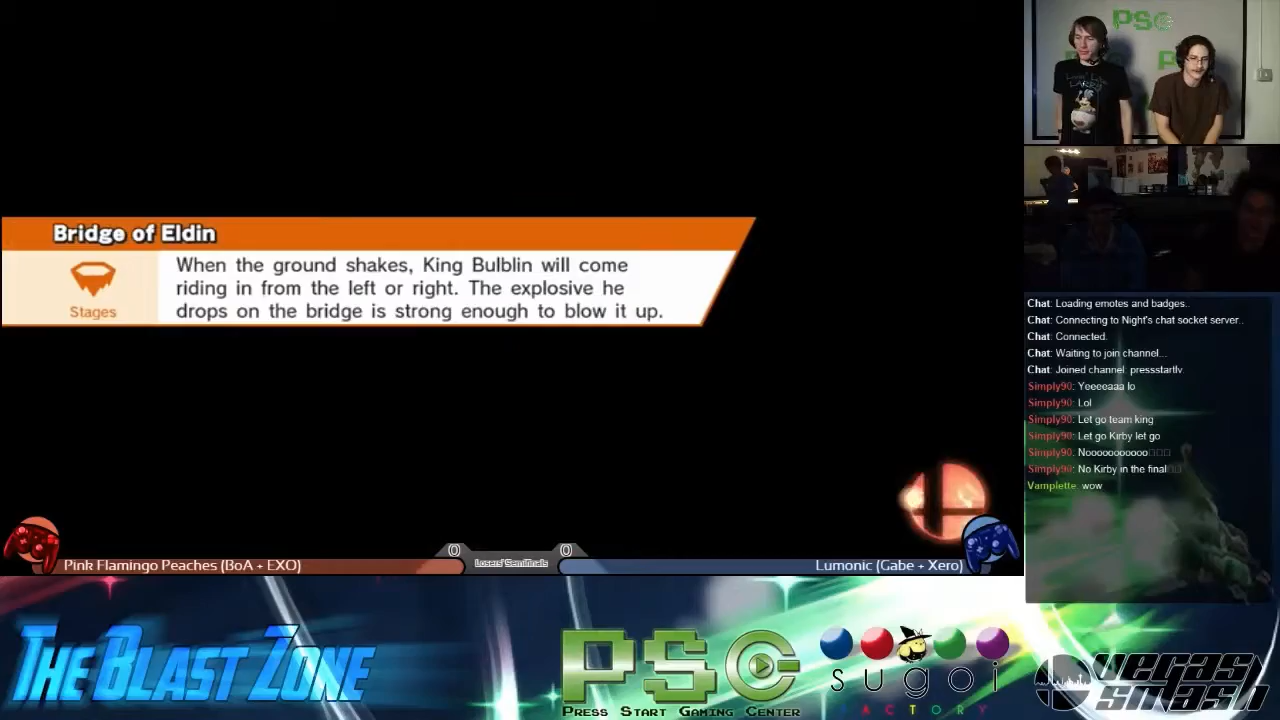 PSG
Bridge of Eldin
When the ground shakes, King Bulblin will come
riding in from the left or right. The explosive he
drops on the bridge is strong enough to blow it up.
Stages
Chat: Loading emotes and badges..
Chat: Connecting to Night's chat socket server..
Chat: Connected.
Chat: Waiting to join channel...
Chat: Joined channel: pressstartlv
Simply90: Yeeeeaaa lo
Simply90: Lol
Simply90: Let go team king
Simply90: Let go Kirby let go
Simply90: Nooooooooooo
Simply90: No Kirby in the final
Vamplette: wow
0
0
Pink Flamingo Peaches (BoA + EXO)
Losers' Semifinals
Lumonic (Gabe + Xero)
THE BLAST ZONE
PSG
PRESS START GAMING CENTER
sugoi
FACTORY
VEGAS
SMASH